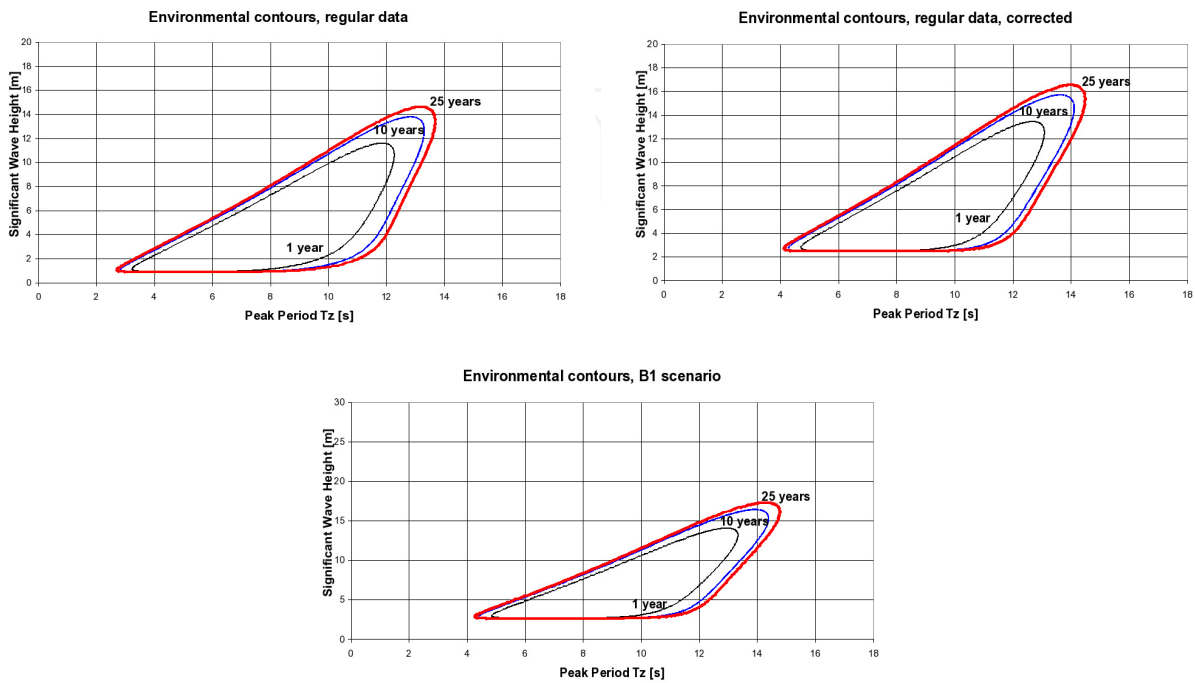 Environmental contours, regular data
Significant Wave Height [m]
20
18
16
14
12
10
8
6
4
2
0
25 years
10 years
1 year
0 2 4 6 8 10 12 14 16 18
Peak Period Tz [s]
Environmental contours, regular data, corrected
Significant Wave Height [m]
20
18
16
14
12
10
8
6
4
2
0
25 years
10 years
1 year
0 2 4 6 8 10 12 14 16 18
Peak Period Tz [s]
Environmental contours, B1 scenario
Significant Wave Height [m]
30
25
20
15
10
5
0
25 years
10 years
1 year
0 2 4 6 8 10 12 14 16 18
Peak Period Tz [s]